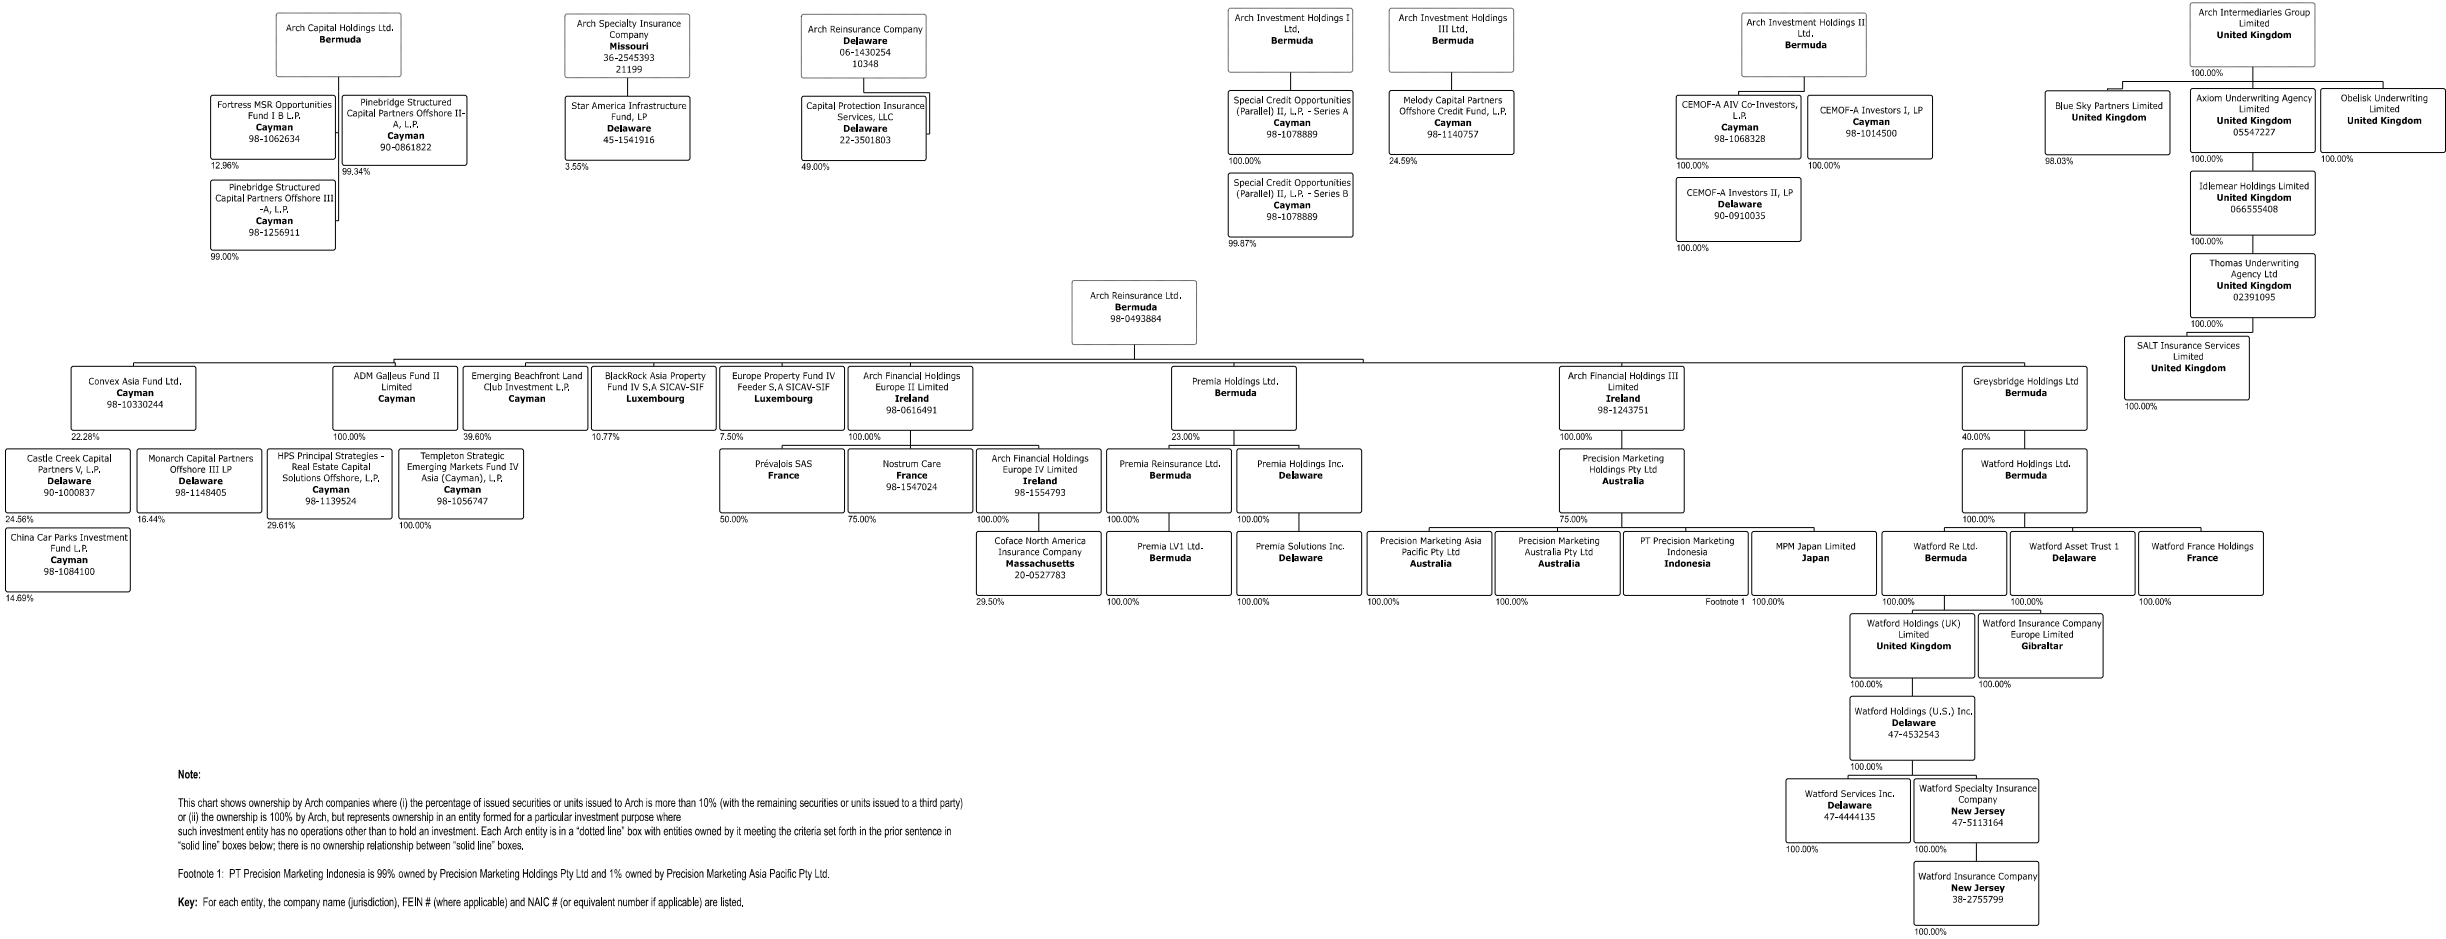 Arch Capital Holdings Ltd.
Bermuda
Fortress MSR Opportunities
Fund I B L.P.
Cayman
98-1062634
12.96%
Pinebridge Structured
Capital Partners Offshore II-
A, L.P.
Cayman
90-0861822
99.34%
Pinebridge Structured
Capital Partners Offshore III
-A, L.P.
Cayman
98-1256911
99.00%
Arch Specialty Insurance
Company
Missouri
36-2545393
21199
Star America Infrastructure
Fund, LP
Delaware
45-1541916
3.55%
Arch Reinsurance Company
Delaware
06-1430254
10348
Capital Protection Insurance
Services, LLC
Delaware
22-3501803
49.00%
Arch Investment Holdings I
Ltd.
Bermuda
Special Credit Opportunities
(Parallel) II, L.P. - Series A
Cayman
98-1078889
100.00%
Special Credit Opportunities
(Parallel) II, L.P. - Series B
Cayman
98-1078889
99.87%
Arch Investment Holdings
III Ltd.
Bermuda
Melody Capital Partners
Offshore Credit Fund, L.P.
Cayman
98-1140757
24.59%
Arch Investment Holdings II
Ltd.
Bermuda
CEMOF-A AIV Co-Investors,
L.P.
Cayman
98-1068328
100.00%
CEMOF-A Investors I, LP
Cayman
98-1014500
100.00%
CEMOF-A Investors II, LP
Delaware
90-0910035
100.00%
Arch Intermediaries Group
Limited
United Kingdom
100.00%
Blue Sky Partners Limited
United Kingdom
98.03%
Axiom Underwriting Agency
Limited
United Kingdom
05547227
100.00%
Obelisk Underwriting
Limited
United Kingdom
100.00%
Idlemear Holdings Limited
United Kingdom
066555408
100.00%
Thomas Underwriting
Agency Ltd
United Kingdom
02391095
100.00%
SALT Insurance Services
Limited
United Kingdom
100.00%
Arch Reinsurance Ltd.
Bermuda
98-0493884
Convex Asia Fund Ltd.
Cayman
98-10330244
22.28%
ADM Galleus Fund II
Limited
Cayman
100.00%
Emerging Beachfront Land
Club Investment L.P.
Cayman
39.60%
BlackRock Asia Property
Fund IV S.A SICAV-SIF
Luxembourg
10.77%
Europe Property Fund IV
Feeder S.A SICAV-SIF
Luxembourg
7.50%
Arch Financial Holdings
Europe II Limited
Ireland
98-0616491
100.00%
Premia Holdings Ltd.
Bermuda
23.00%
Arch Financial Holdings III
Limited
Ireland
98-1243751
100.00%
Greysbridge Holdings Ltd
Bermuda
40.00%
Castle Creek Capital
Partners V, L.P.
Delaware
90-1000837
24.56%
Monarch Capital Partners
Offshore III LP
Delaware
98-1148405
16.44%
HPS Principal Strategies -
Real Estate Capital
Solutions Offshore, L.P.
Cayman
98-1139524
29.61%
Templeton Strategic
Emerging Markets Fund IV
Asia (Cayman), L.P.
Cayman
98-1056747
100.00%
Prévalois SAS
France
50.00%
Nostrum Care
France
98-1547024
75.00%
Arch Financial Holdings
Europe IV Limited
Ireland
98-1554793
100.00%
Premia Reinsurance Ltd.
Bermuda
100.00%
Premia Holdings Inc.
Delaware
100.00%
Precision Marketing
Holdings Pty Ltd
Australia
75.00%
Watford Holdings Ltd.
Bermuda
100.00%
China Car Parks Investment
Fund L.P.
Cayman
98-1084100
14.69%
Coface North America
Insurance Company
Massachusetts
20-0527783
29.50%
Premia LV1 Ltd.
Bermuda
100.00%
Premia Solutions Inc.
Delaware
100.00%
Precision Marketing Asia
Pacific Pty Ltd
Australia
100.00%
Precision Marketing
Australia Pty Ltd
Australia
100.00%
PT Precision Marketing
Indonesia
Indonesia
Footnote 1
MPM Japan Limited
Japan
100.00%
Watford Re Ltd.
Bermuda
100.00%
Watford Asset Trust 1
Delaware
100.00%
Watford France Holdings
France
100.00%
Watford Holdings (UK)
Limited
United Kingdom
100.00%
Watford Insurance Company
Europe Limited
Gibraltar
100.00%
Watford Holdings (U.S.) Inc.
Delaware
47-4532543
100.00%
Watford Services Inc.
Delaware
47-4444135
100.00%
Watford Specialty Insurance
Company
New Jersey
47-5113164
100.00%
Watford Insurance Company
New Jersey
38-2755799
100.00%
Note:
This chart shows ownership by Arch companies where (i) the percentage of issued securities or units issued to Arch is more than 10% (with the remaining securities or units issued to a third party)
or (ii) the ownership is 100% by Arch, but represents ownership in an entity formed for a particular investment purpose where
such investment entity has no operations other than to hold an investment. Each Arch entity is in a "dotted line" box with entities owned by it meeting the criteria set forth in the prior sentence in
"solid line" boxes below; there is no ownership relationship between "solid line" boxes.
Footnote 1: PT Precision Marketing Indonesia is 99% owned by Precision Marketing Holdings Pty Ltd and 1% owned by Precision Marketing Asia Pacific Pty Ltd.
Key: For each entity, the company name (jurisdiction), FEIN # (where applicable) and NAIC # (or equivalent number if applicable) are listed.